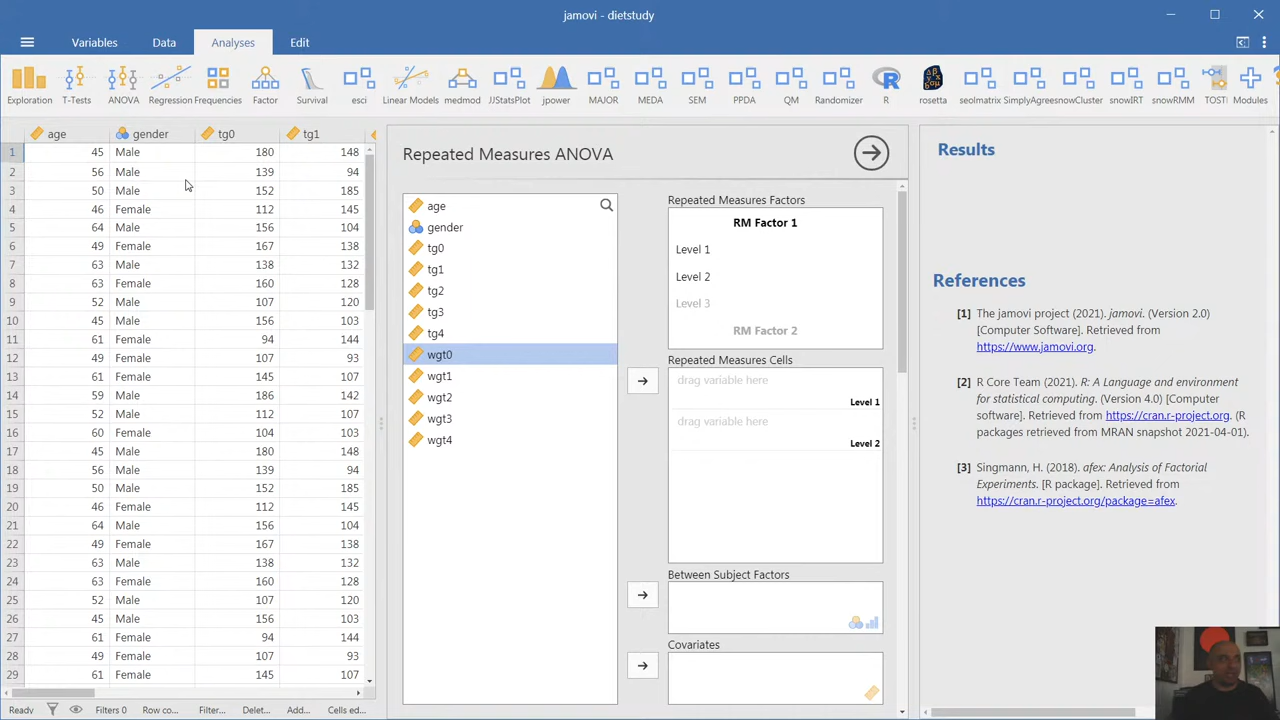 jamovi - dietstudy
Variables Data Analyses Edit
Exploration T-Tests ANOVA Regression Frequencies Factor Survival esci Linear Models medmod JJStatsPlot jpower MAJOR MEDA SEM PPDA QM Randomizer R rosetta seolmatrix SimplyAgree snowCluster snowIRT snowRMM TOSTI Modules
age gender tg0 tg1
1 45 Male 180 148
2 56 Male 139 94
3 50 Male 152 185
4 46 Female 112 145
5 64 Male 156 104
6 49 Female 167 138
7 63 Male 138 132
8 63 Female 160 128
9 52 Male 107 120
10 45 Male 156 103
11 61 Female 94 144
12 49 Female 107 93
13 61 Female 145 107
14 59 Male 186 142
15 52 Male 112 107
16 60 Male 104 103
17 45 Male 180 148
18 56 Male 139 94
19 50 Male 152 185
20 46 Female 112 145
21 64 Male 156 104
22 49 Female 167 138
23 63 Male 138 132
24 63 Female 160 128
25 52 Male 107 120
26 45 Male 156 103
27 61 Female 94 144
28 49 Female 107 93
29 61 Female 145 107
Ready Filters 0 Row co... Filter... Delet... Add... Cells ed...
Repeated Measures ANOVA
age
gender
tg0
tg1
tg2
tg3
tg4
wgt0
wgt1
wgt2
wgt3
wgt4
Repeated Measures Factors
RM Factor 1
Level 1
Level 2
Level 3
RM Factor 2
Repeated Measures Cells
drag variable here
Level 1
drag variable here
Level 2
Between Subject Factors
Covariates
Results
References
[1] The jamovi project (2021). jamovi. (Version 2.0)
[Computer Software]. Retrieved from
https://www.jamovi.org.
[2] R Core Team (2021). R: A Language and environment
for statistical computing. (Version 4.0) [Computer
software]. Retrieved from https://cran.r-project.org. (R
packages retrieved from MRAN snapshot 2021-04-01).
[3] Singmann, H. (2018). afex: Analysis of Factorial
Experiments. [R package]. Retrieved from
https://cran.r-project.org/package=afex.